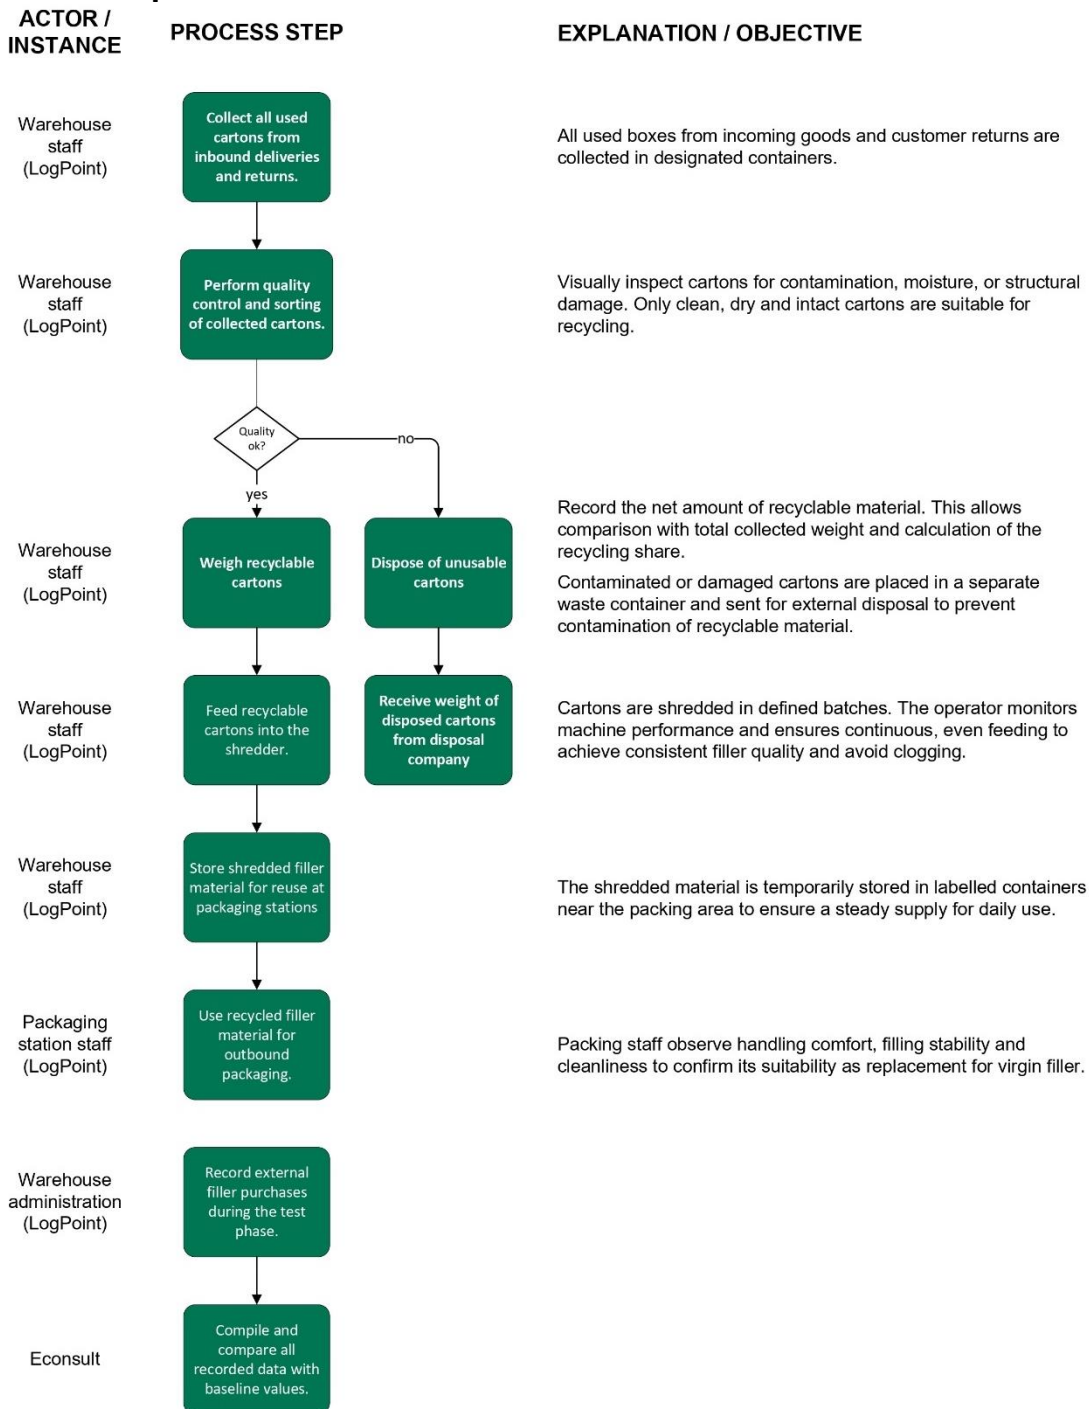 ACTOR /
INSTANCE
PROCESS STEP
EXPLANATION / OBJECTIVE
Warehouse
staff
(LogPoint)
Collect all used
cartons from
inbound deliveries
and returns.
All used boxes from incoming goods and customer returns are
collected in designated containers.
Warehouse
staff
(LogPoint)
Perform quality
control and sorting
of collected cartons.
Visually inspect cartons for contamination, moisture, or structural
damage. Only clean, dry and intact cartons are suitable for
recycling.
Quality
ok?
no
yes
Warehouse
staff
(LogPoint)
Weigh recyclable
cartons
Dispose of unusable
cartons
Record the net amount of recyclable material. This allows
comparison with total collected weight and calculation of the
recycling share.
Contaminated or damaged cartons are placed in a separate
waste container and sent for external disposal to prevent
contamination of recyclable material.
Warehouse
staff
(LogPoint)
Feed recyclable
cartons into the
shredder.
Receive weight of
disposed cartons
from disposal
company
Cartons are shredded in defined batches. The operator monitors
machine performance and ensures continuous, even feeding to
achieve consistent filler quality and avoid clogging.
Warehouse
staff
(LogPoint)
Store shredded filler
material for reuse at
packaging stations
The shredded material is temporarily stored in labelled containers
near the packing area to ensure a steady supply for daily use.
Packaging
station staff
(LogPoint)
Use recycled filler
material for
outbound
packaging.
Packing staff observe handling comfort, filling stability and
cleanliness to confirm its suitability as replacement for virgin filler.
Warehouse
administration
(LogPoint)
Record external
filler purchases
during the test
phase.
Econsult
Compile and
compare all
recorded data with
baseline values.